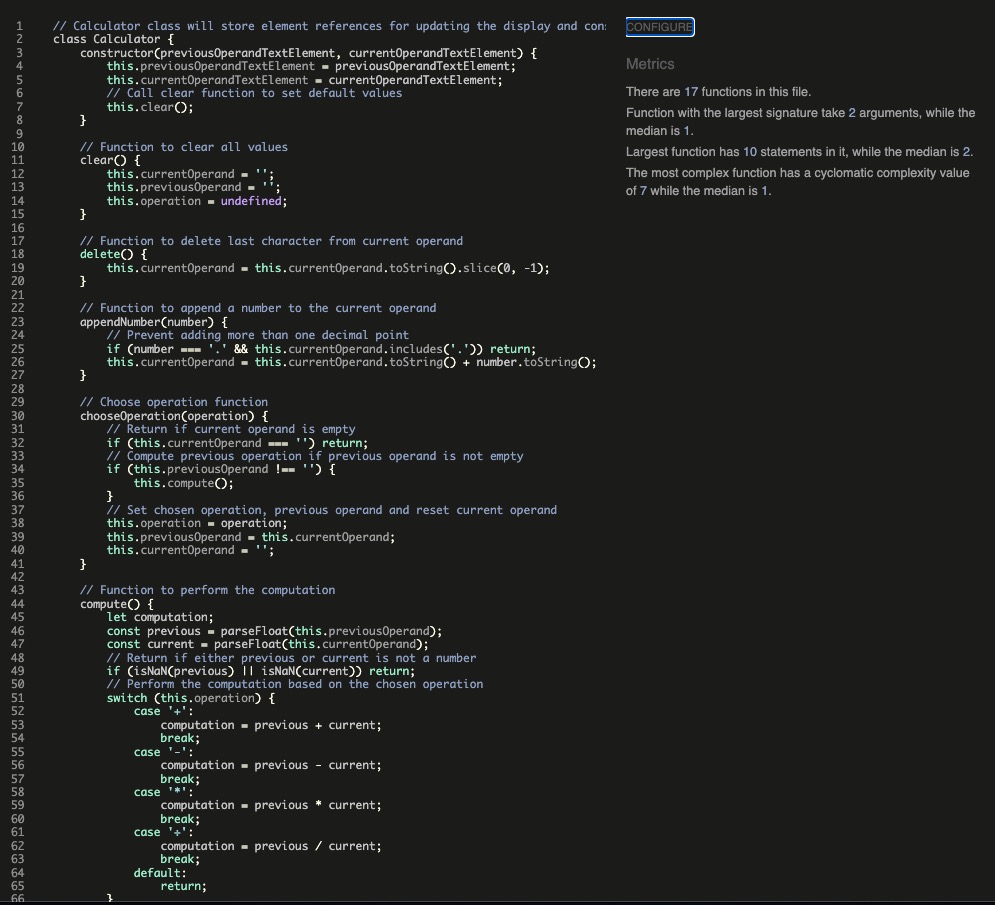 1 // Calculator class will store element references for updating the display and con
2 class Calculator {
3 constructor(previousOperandTextElement, currentOperandTextElement) {
4 this.previousOperandTextElement = previousOperandTextElement;
5 this.currentOperandTextElement = currentOperandTextElement;
6 // Call clear function to set default values
7 this.clear();
8 }
9
10 // Function to clear all values
11 clear() {
12 this.currentOperand = '';
13 this.previousOperand = '';
14 this.operation = undefined;
15 }
16
17 // Function to delete last character from current operand
18 delete() {
19 this.currentOperand = this.currentOperand.toString().slice(0, -1);
20 }
21
22 // Function to append a number to the current operand
23 appendNumber(number) {
24 // Prevent adding more than one decimal point
25 if (number === '.' && this.currentOperand.includes('.')) return;
26 this.currentOperand = this.currentOperand.toString() + number.toString();
27 }
28
29 // Choose operation function
30 chooseOperation(operation) {
31 // Return if current operand is empty
32 if (this.currentOperand === '') return;
33 // Compute previous operation if previous operand is not empty
34 if (this.previousOperand !== '') {
35 this.compute();
36 }
37 // Set chosen operation, previous operand and reset current operand
38 this.operation = operation;
39 this.previousOperand = this.currentOperand;
40 this.currentOperand = '';
41 }
42
43 // Function to perform the computation
44 compute() {
45 let computation;
46 const previous = parseFloat(this.previousOperand);
47 const current = parseFloat(this.currentOperand);
48 // Return if either previous or current is not a number
49 if (isNaN(previous) || isNaN(current)) return;
50 // Perform the computation based on the chosen operation
51 switch (this.operation) {
52 case '+':
53 computation = previous + current;
54 break;
55 case '-':
56 computation = previous - current;
57 break;
58 case '*':
59 computation = previous * current;
60 break;
61 case '÷':
62 computation = previous / current;
63 break;
64 default:
65 return;
66 }
CONFIGURE
Metrics
There are 17 functions in this file.
Function with the largest signature take 2 arguments, while the
median is 1.
Largest function has 10 statements in it, while the median is 2.
The most complex function has a cyclomatic complexity value
of 7 while the median is 1.